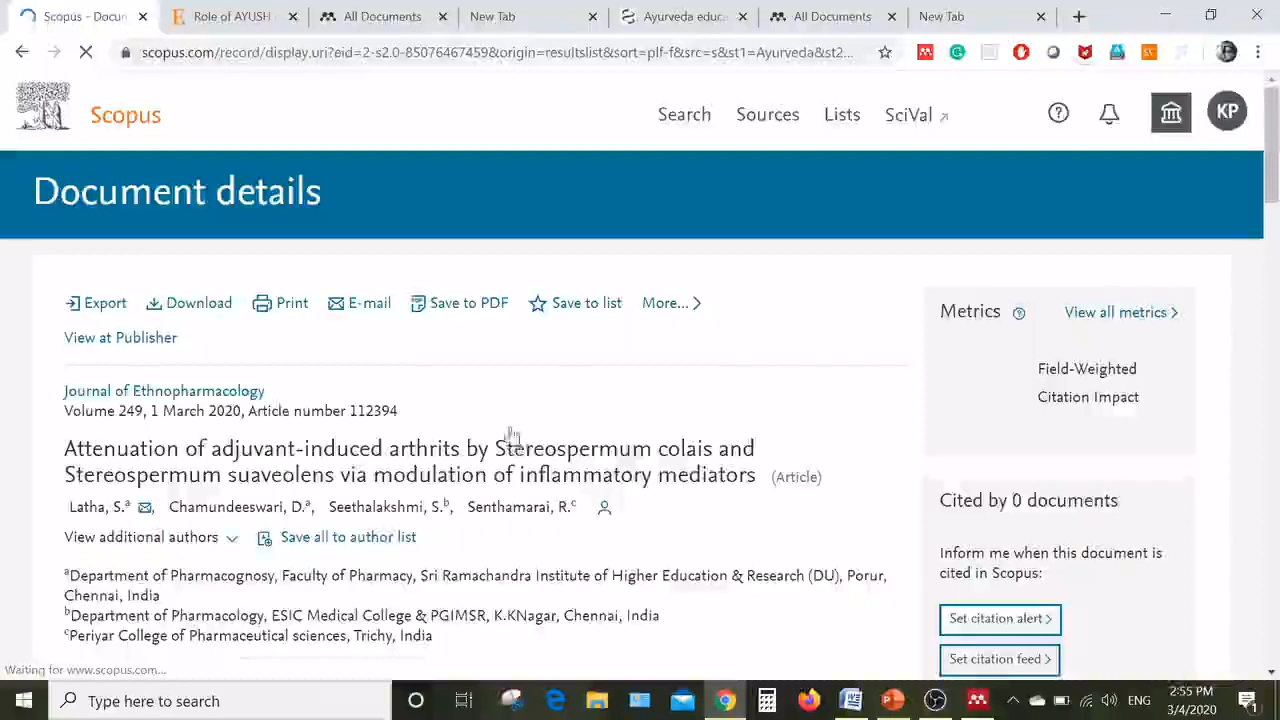 Scopus - Docun
Role of AYUSH
All Documents
New Tab
Ayurveda educ
All Documents
New Tab
scopus.com/record/display.uri?eid=2-s2.0-85076467459&origin=resultslist&sort=plf-f&src=s&st1=Ayurveda&st2...
Scopus
Search
Sources
Lists
SciVal
KP
Document details
Export
Download
Print
E-mail
Save to PDF
Save to list
More...
View at Publisher
Metrics
View all metrics
Field-Weighted
Citation Impact
Journal of Ethnopharmacology
Volume 249, 1 March 2020, Article number 112394
Attenuation of adjuvant-induced arthrits by Stereospermum colais and
Stereospermum suaveolens via modulation of inflammatory mediators (Article)
Latha, S.a, Chamundeeswari, D.a, Seethalakshmi, S.b, Senthamarai, R.c
View additional authors
Save all to author list
aDepartment of Pharmacognosy, Faculty of Pharmacy, Sri Ramachandra Institute of Higher Education & Research (DU), Porur,
Chennai, India
bDepartment of Pharmacology, ESIC Medical College & PGIMSR, K.KNagar, Chennai, India
cPeriyar College of Pharmaceutical sciences, Trichy, India
Cited by 0 documents
Inform me when this document is
cited in Scopus:
Set citation alert
Set citation feed
Waiting for www.scopus.com...
Type here to search
ENG
2:55 PM
3/4/2020